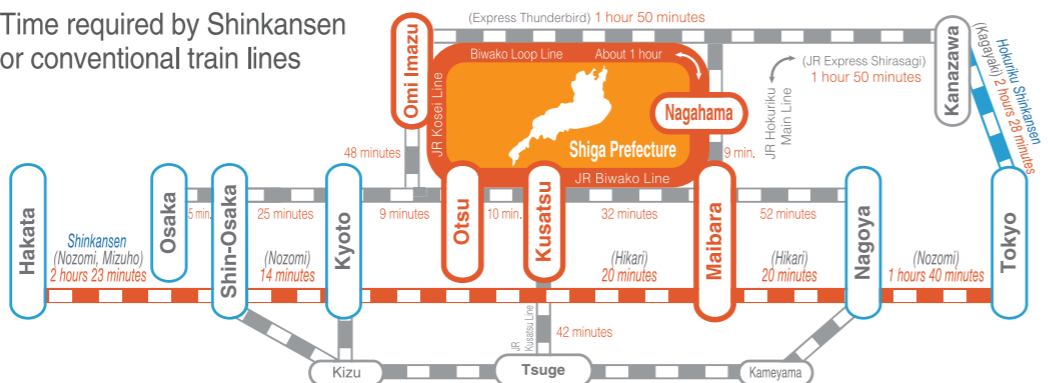 Time required by Shinkansen
or conventional train lines
(Express Thunderbird) 1 hour 50 minutes
Omi Imazu
Biwako Loop Line
About 1 hour
JR Kosei Line
Shiga Prefecture
Nagahama
JR Hokuriku
Main Line
(JR Express Shirasagi)
1 hour 50 minutes
Kanazawa
Hokuriku Shinkansen
(Kagayaki) 2 hours
28 minutes
48 minutes
9 min.
JR Biwako Line
Hakata
Osaka
Shin-Osaka
Kyoto
Otsu
Kusatsu
Maibara
Nagoya
Tokyo
5 min.
25 minutes
9 minutes
10 min.
32 minutes
52 minutes
Shinkansen
(Nozomi, Mizuho)
2 hours 23 minutes
(Nozomi)
14 minutes
(Hikari)
20 minutes
(Hikari)
20 minutes
(Nozomi)
1 hour 40 minutes
JR
Kusatsu Line
42 minutes
Kizu
Tsuge
Kameyama